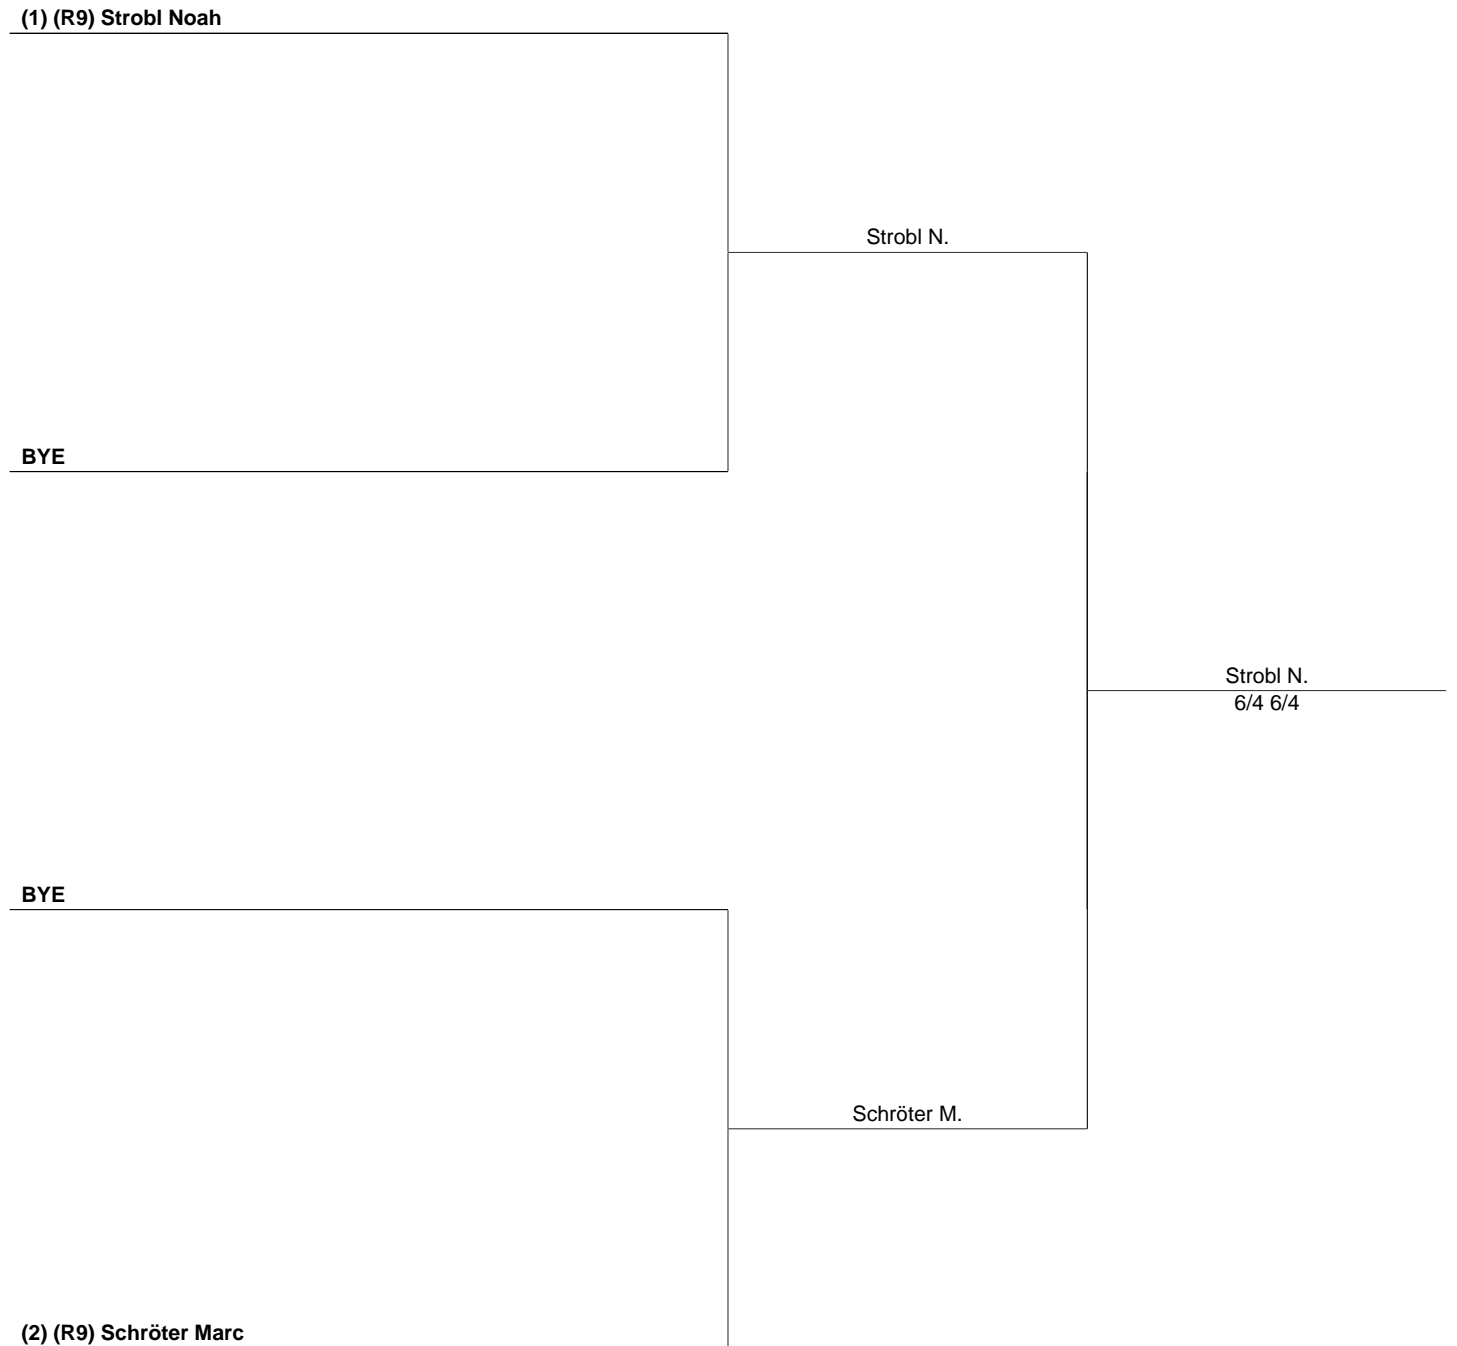 (1) (R9) Strobl Noah
Strobl N.
BYE
Strobl N.
6/4 6/4
BYE
Schröter M.
(2) (R9) Schröter Marc